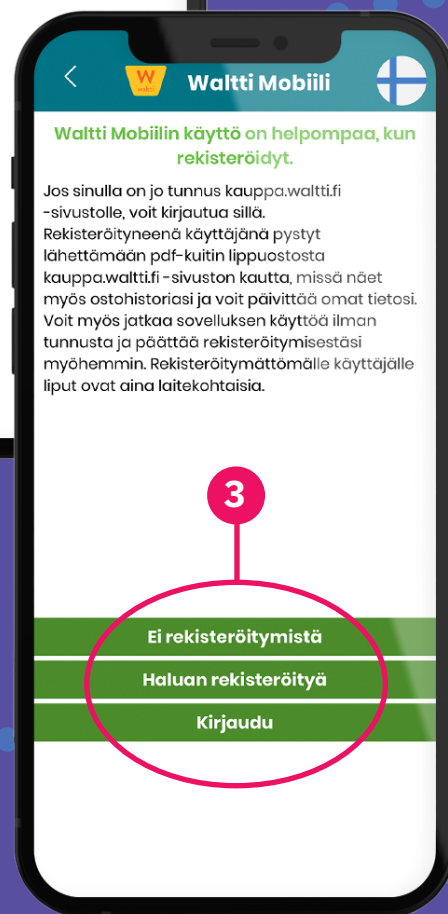 W
waltti
Waltti Mobiili
Waltti Mobiilin käyttö on helpompaa, kun
rekisteröidyt.
Jos sinulla on jo tunnus kauppa.waltti.fi
-sivustolle, voit kirjautua sillä.
Rekisteröityneenä käyttäjänä pystyt
lähettämään pdf-kuitin lippuostosta
kauppa.waltti.fi -sivuston kautta, missä näet
myös ostohistoriasi ja voit päivittää omat tietosi.
Voit myös jatkaa sovelluksen käyttöä ilman
tunnusta ja päättää rekisteröitymisestäsi
myöhemmin. Rekisteröitymättömälle käyttäjälle
liput ovat aina laitekohtaisia.
3
Ei rekisteröitymistä
Haluan rekisteröityä
Kirjaudu